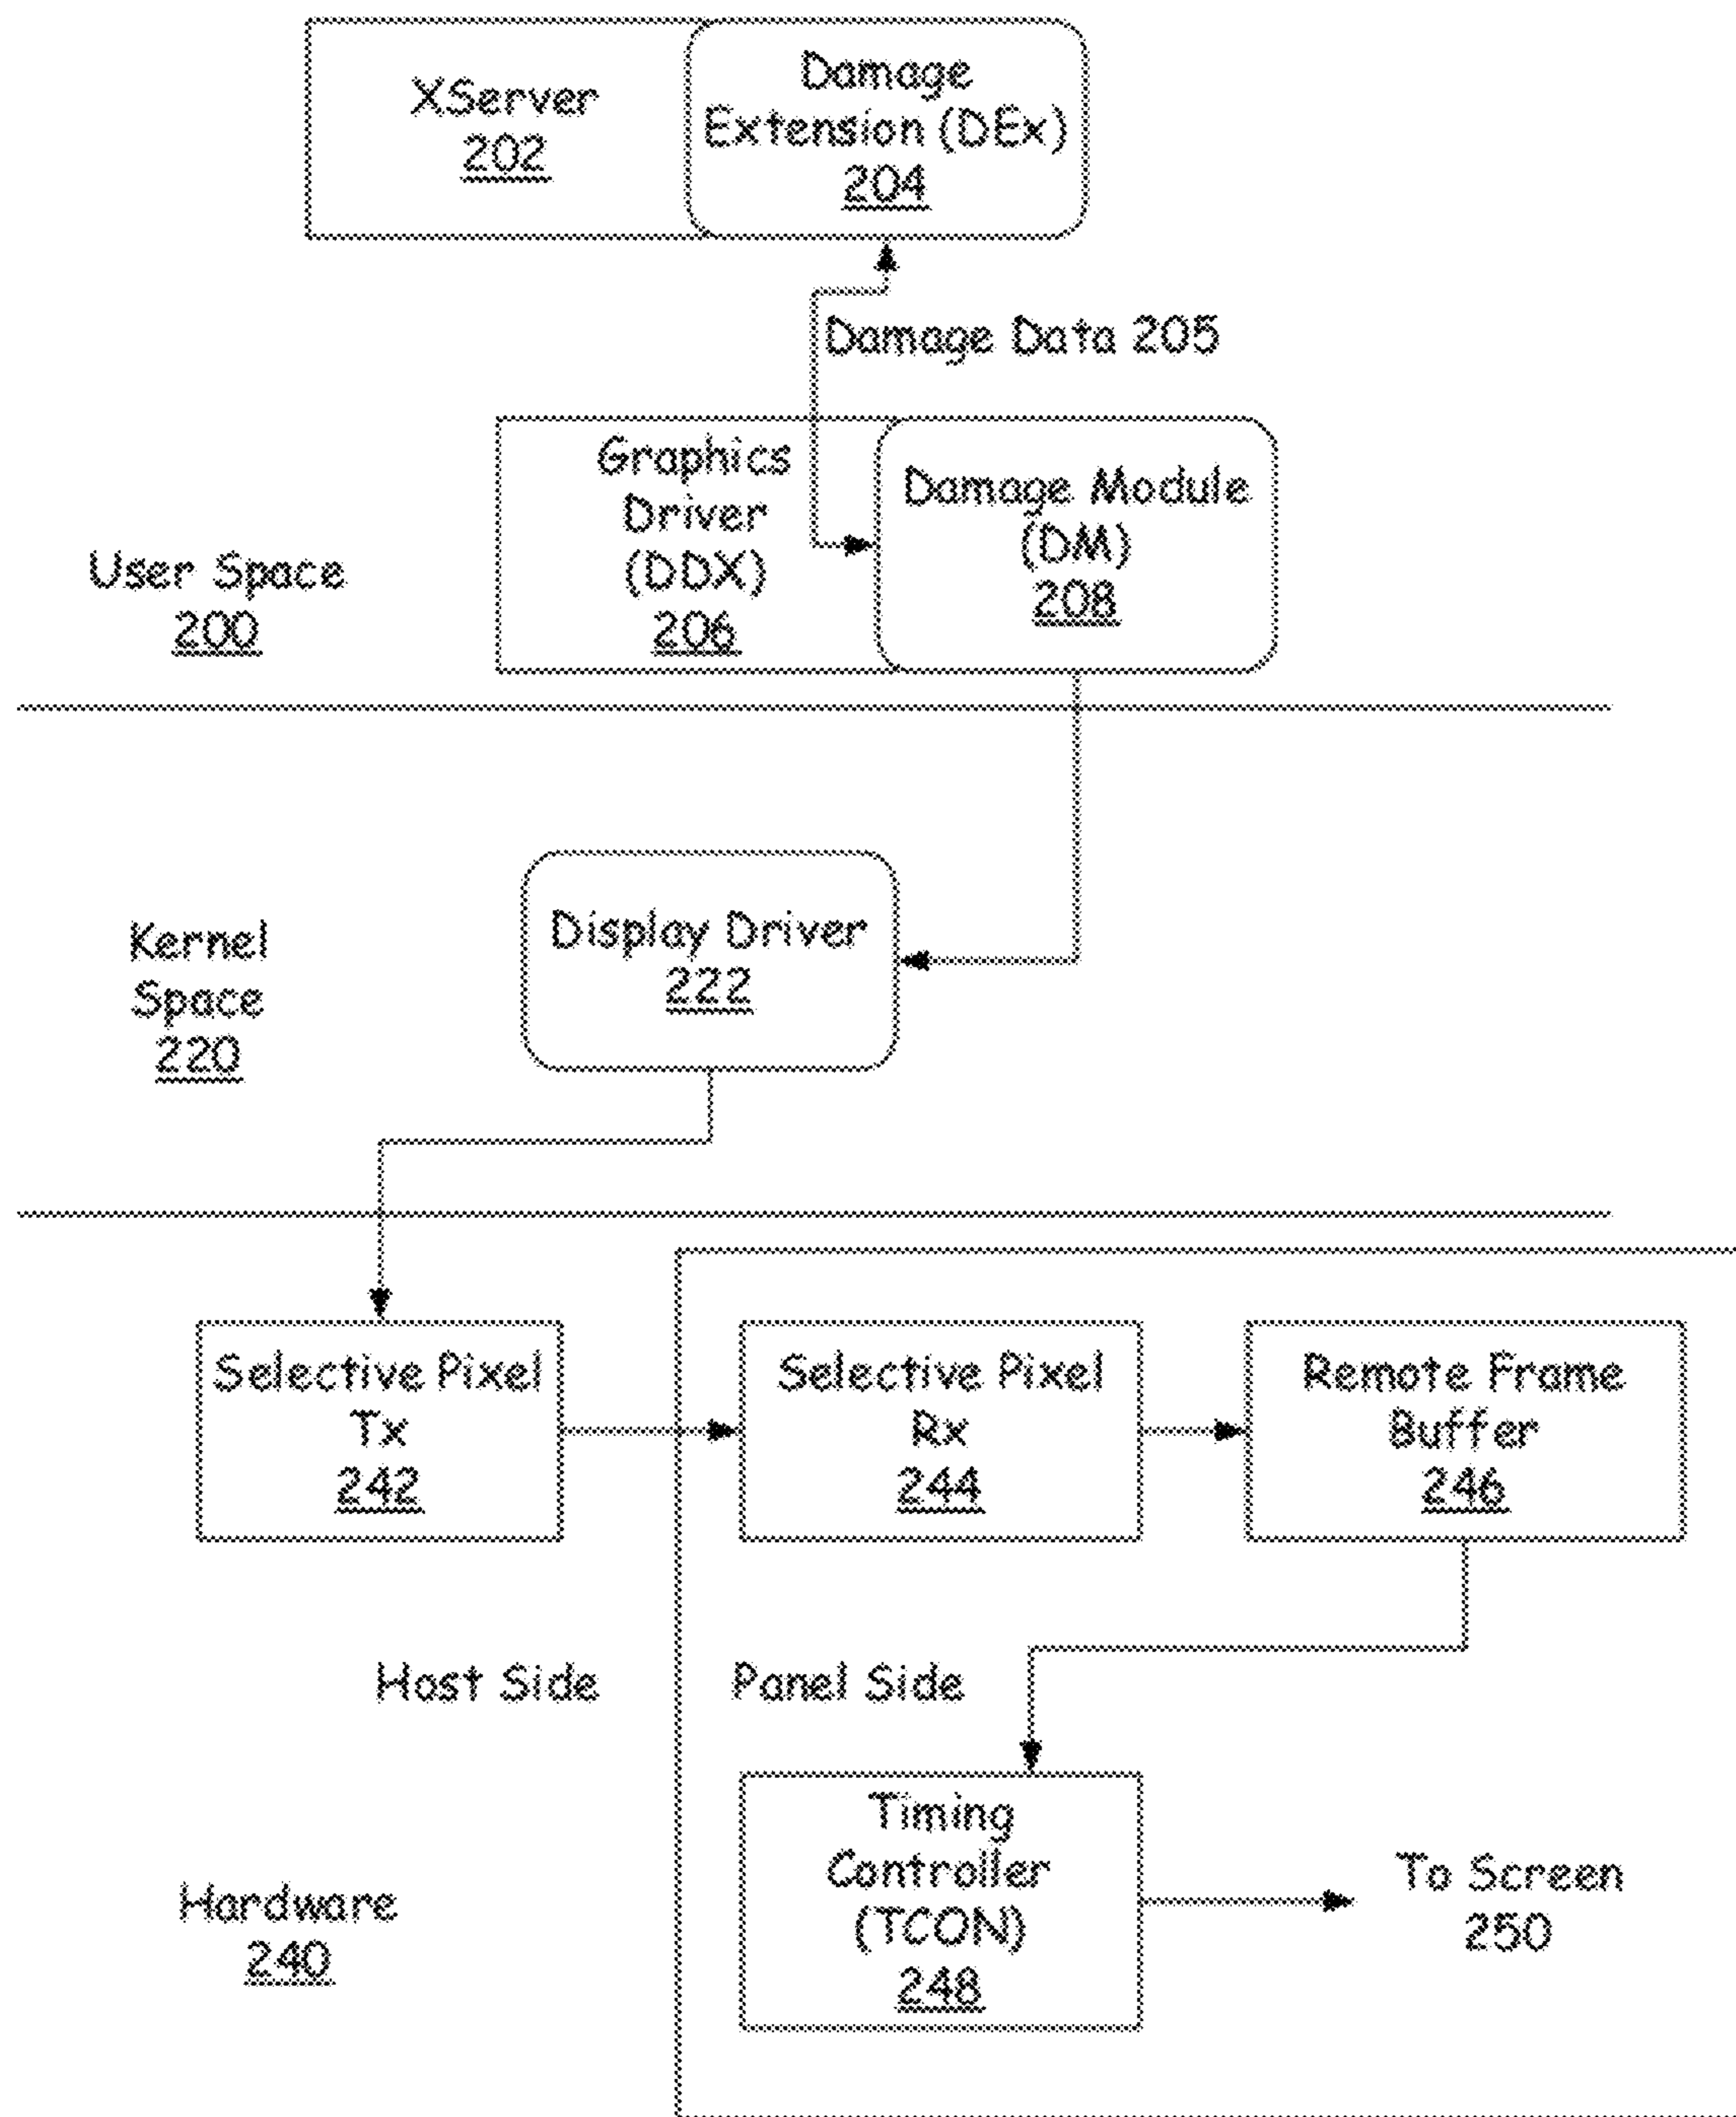 XServer
202
Damage
Extension (DEx)
204
Damage Data 205
Graphics
Driver
(DDX)
206
Damage Module
(DM)
208
User Space
200
Display Driver
222
Kernel
Space
220
Selective Pixel
Tx
242
Selective Pixel
Rx
244
Remote Frame
Buffer
246
Host Side
Panel Side
Timing
Controller
(TCON)
248
To Screen
250
Hardware
240